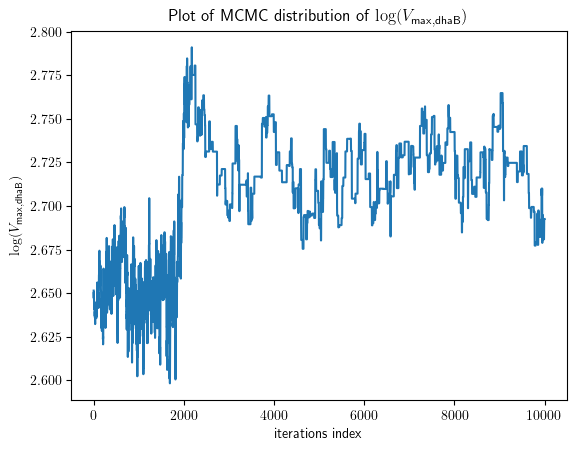 Plot of MCMC distribution of log(V_max,dhaB)
log(V_max,dhaB)
2.800
2.775
2.750
2.725
2.700
2.675
2.650
2.625
2.600
0 2000 4000 6000 8000 10000
iterations index